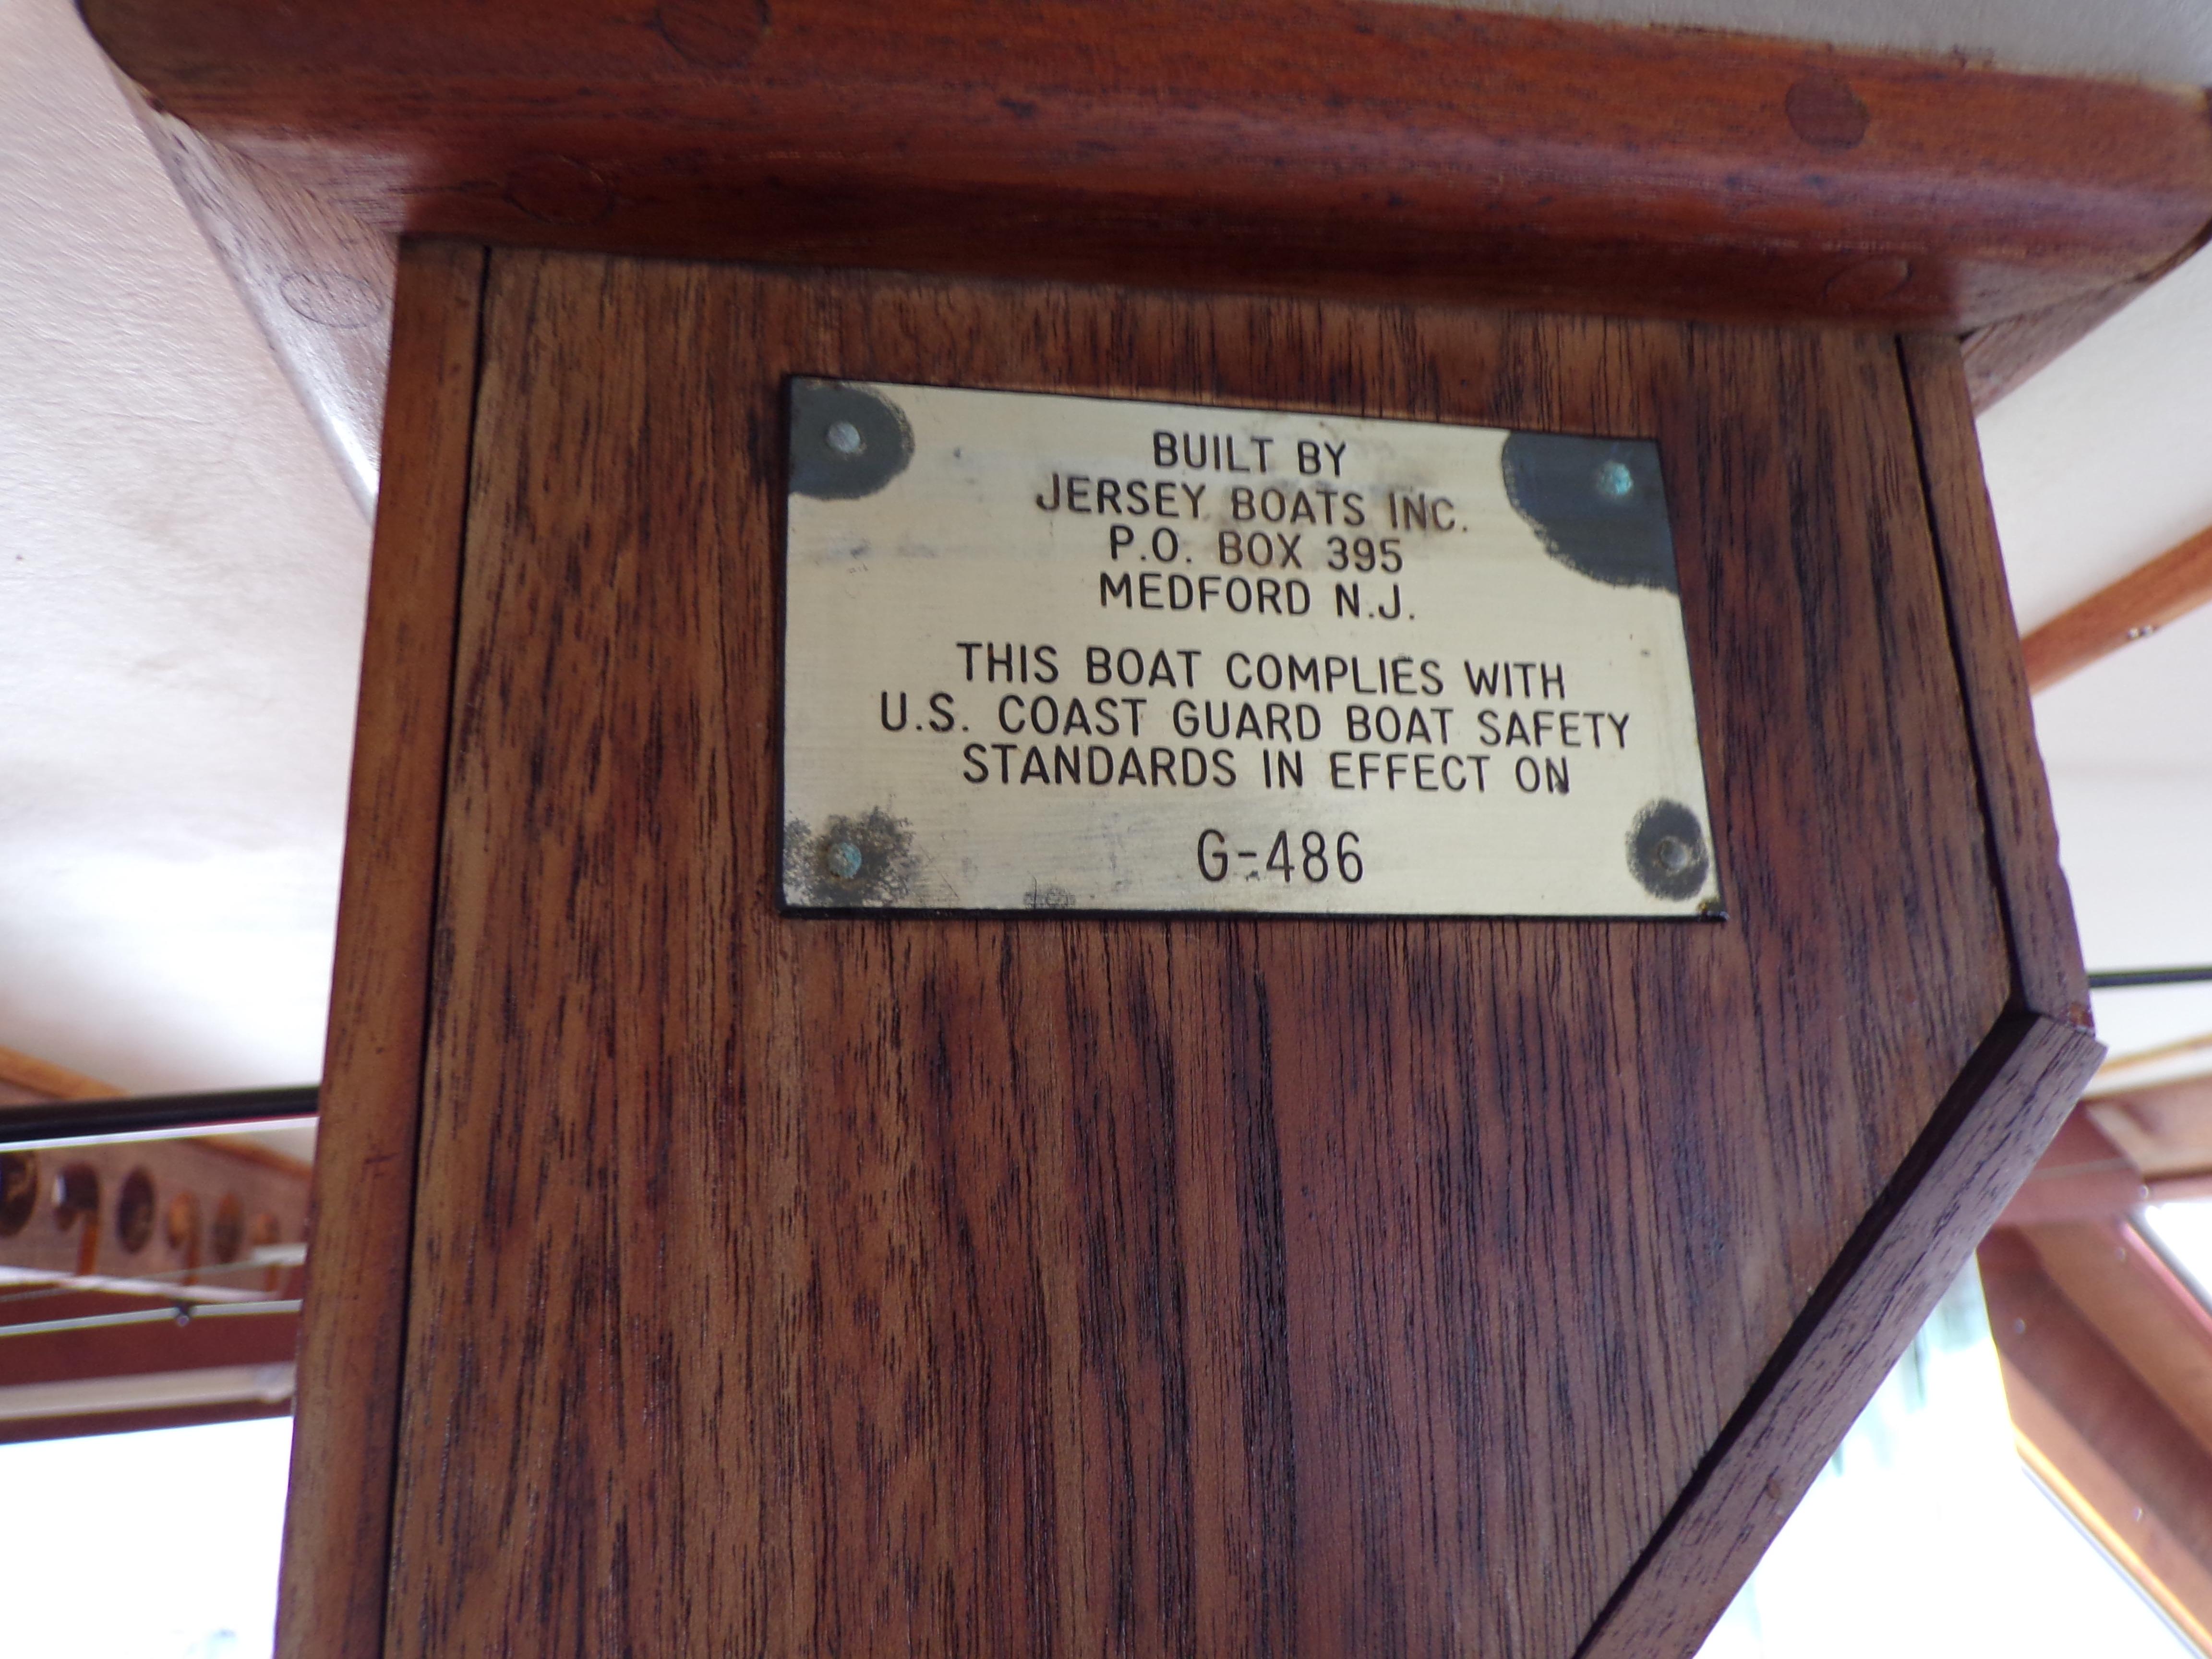 BUILT BY
JERSEY BOATS INC.
P.O. BOX 395
MEDFORD N.J.
THIS BOAT COMPLIES WITH
U.S. COAST GUARD BOAT SAFETY
STANDARDS IN EFFECT ON
G-486